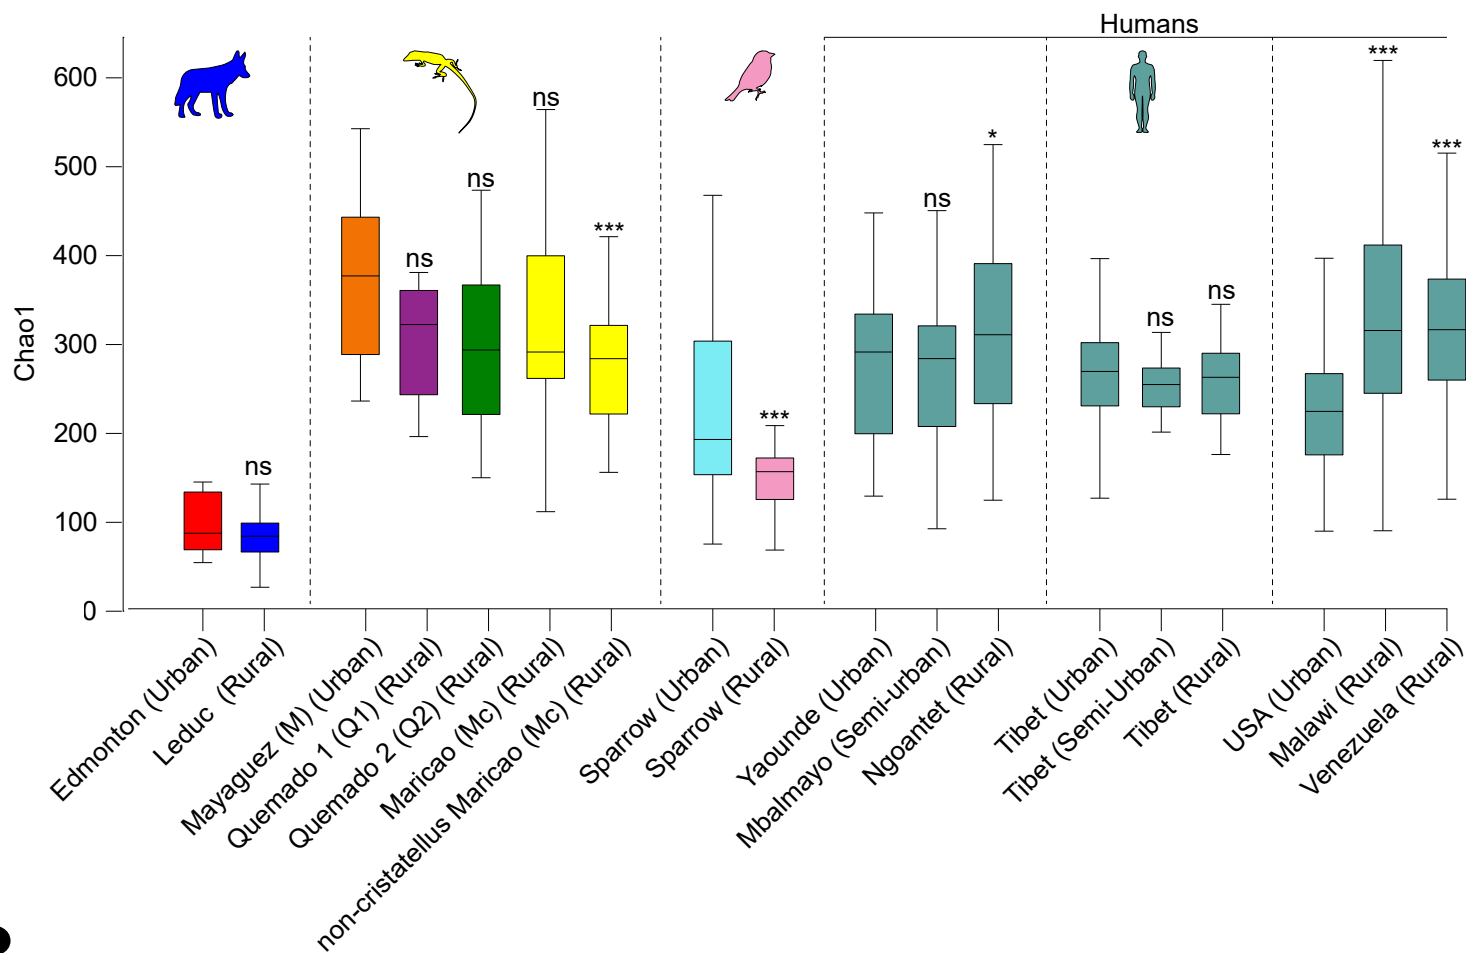 Humans
Chao1
600
500
400
300
200
100
0
ns
ns
ns
ns
***
***
ns
*
ns
ns
***
***
Edmonton (Urban)
Leduc (Rural)
Mayaguez (M) (Urban)
Quemado 1 (Q1) (Rural)
Quemado 2 (Q2) (Rural)
Maricao (Mc) (Rural)
non-cristatellus Maricao (Mc) (Rural)
Sparrow (Urban)
Sparrow (Rural)
Yaounde (Urban)
Mbalmayo (Semi-urban)
Ngoantet (Rural)
Tibet (Urban)
Tibet (Semi-Urban)
Tibet (Rural)
USA (Urban)
Malawi (Rural)
Venezuela (Rural)